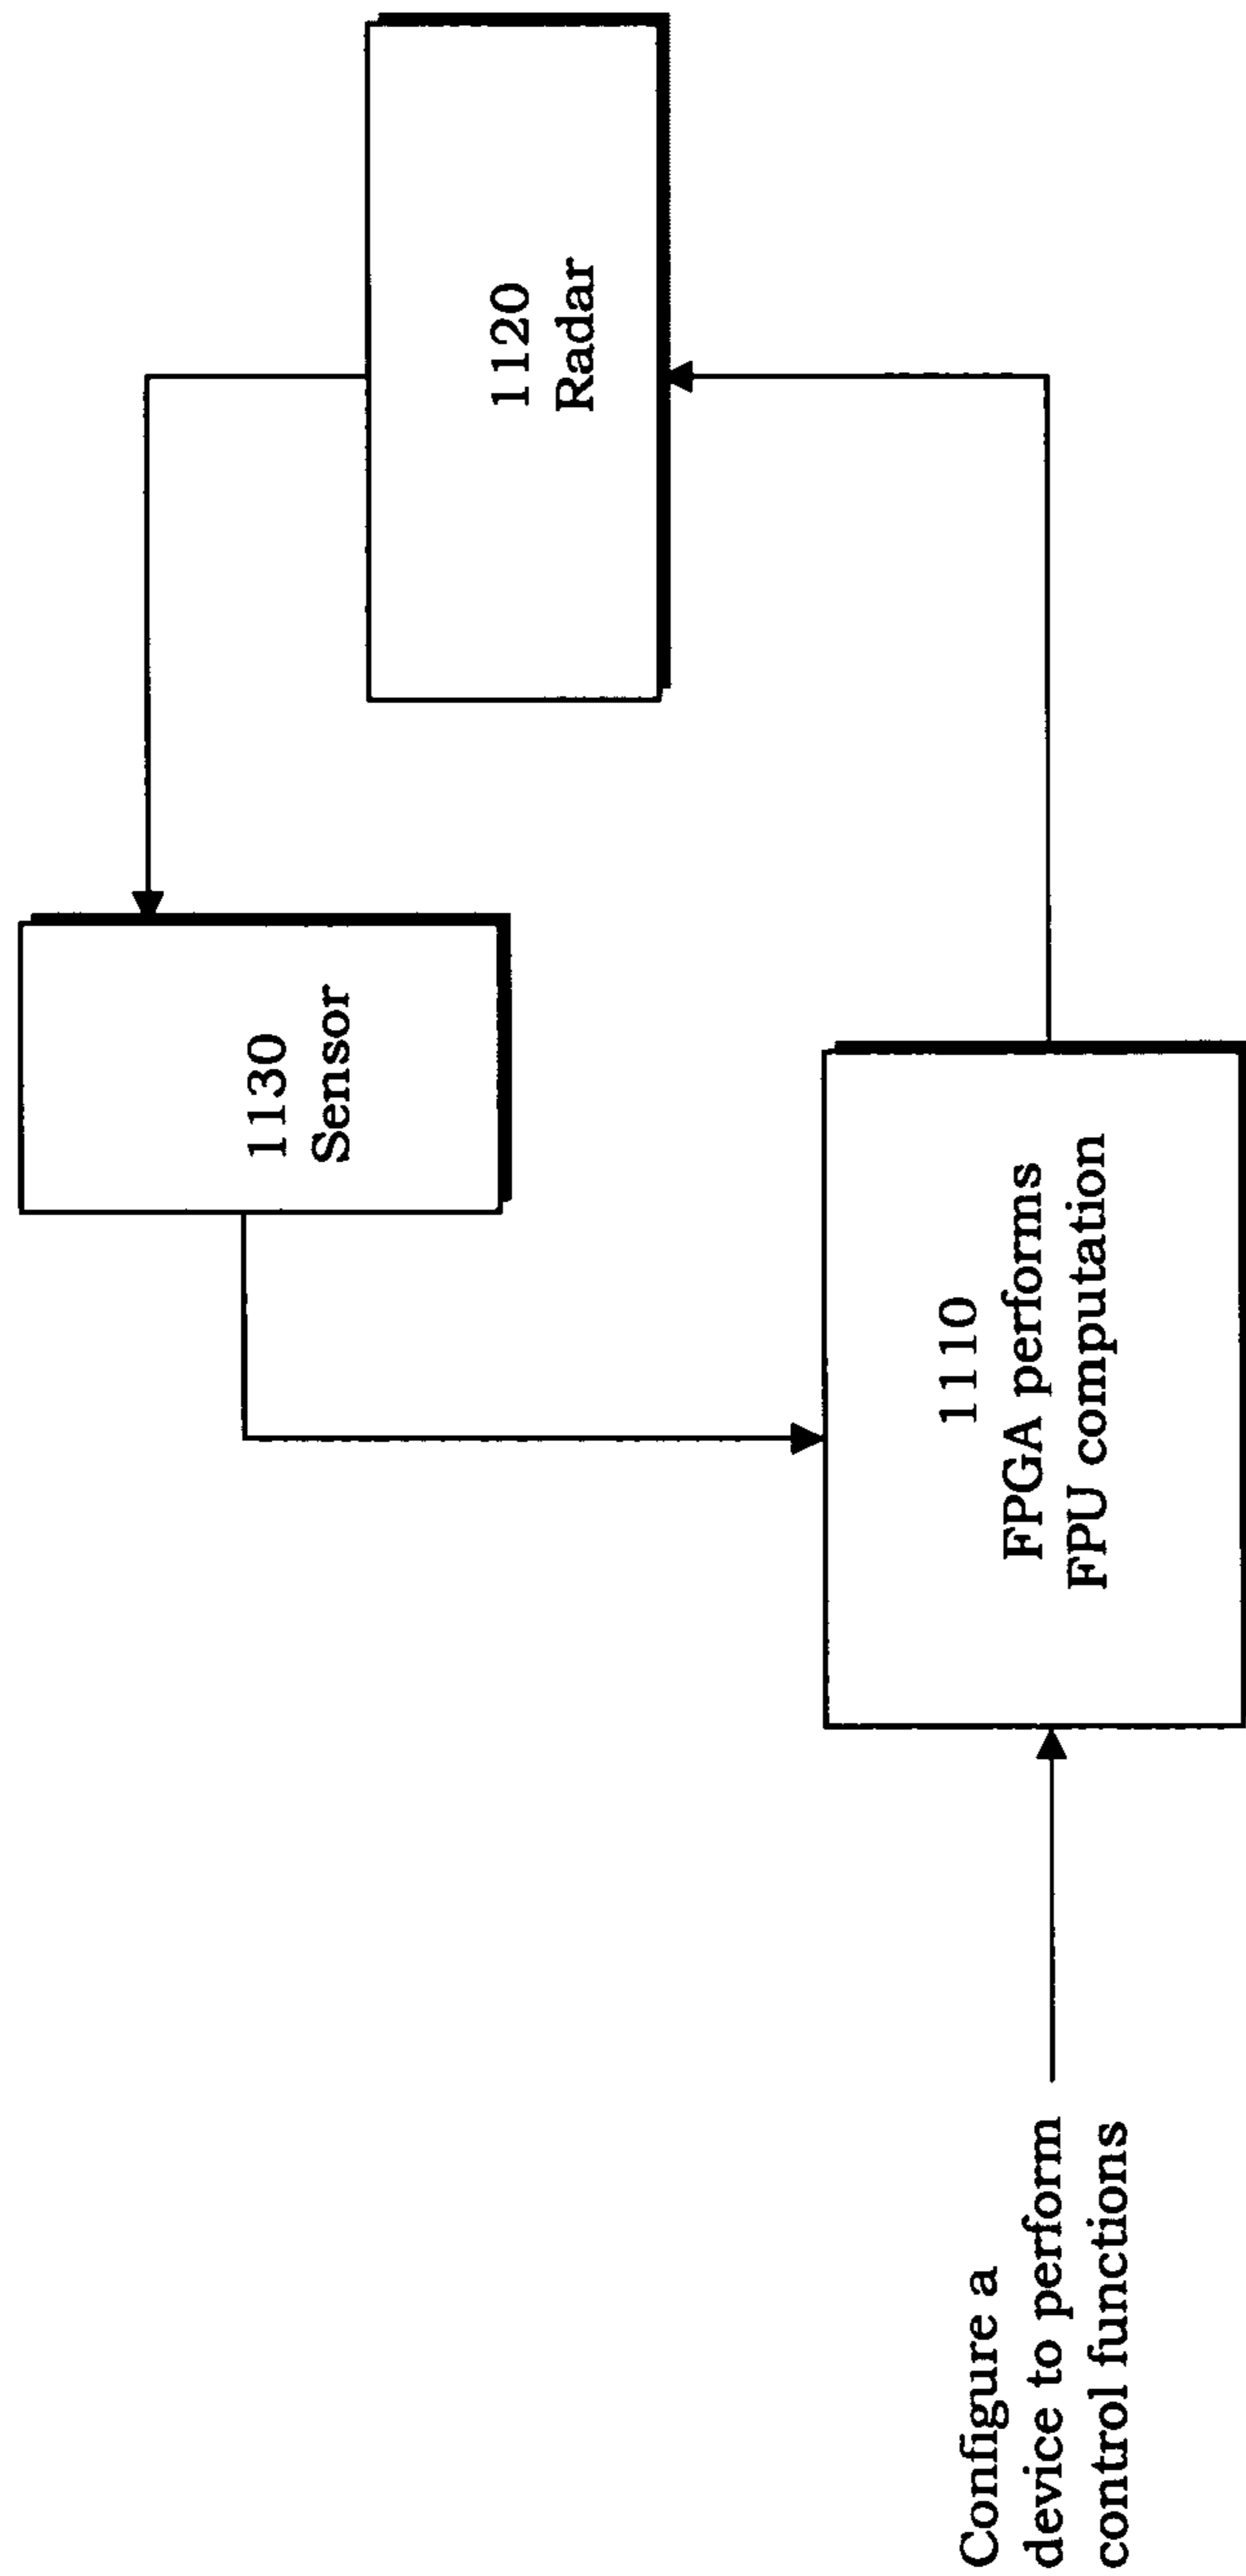 1130
Sensor
1120
Radar
1110
FPGA performs
FPU computation
Configure a
device to perform
control functions